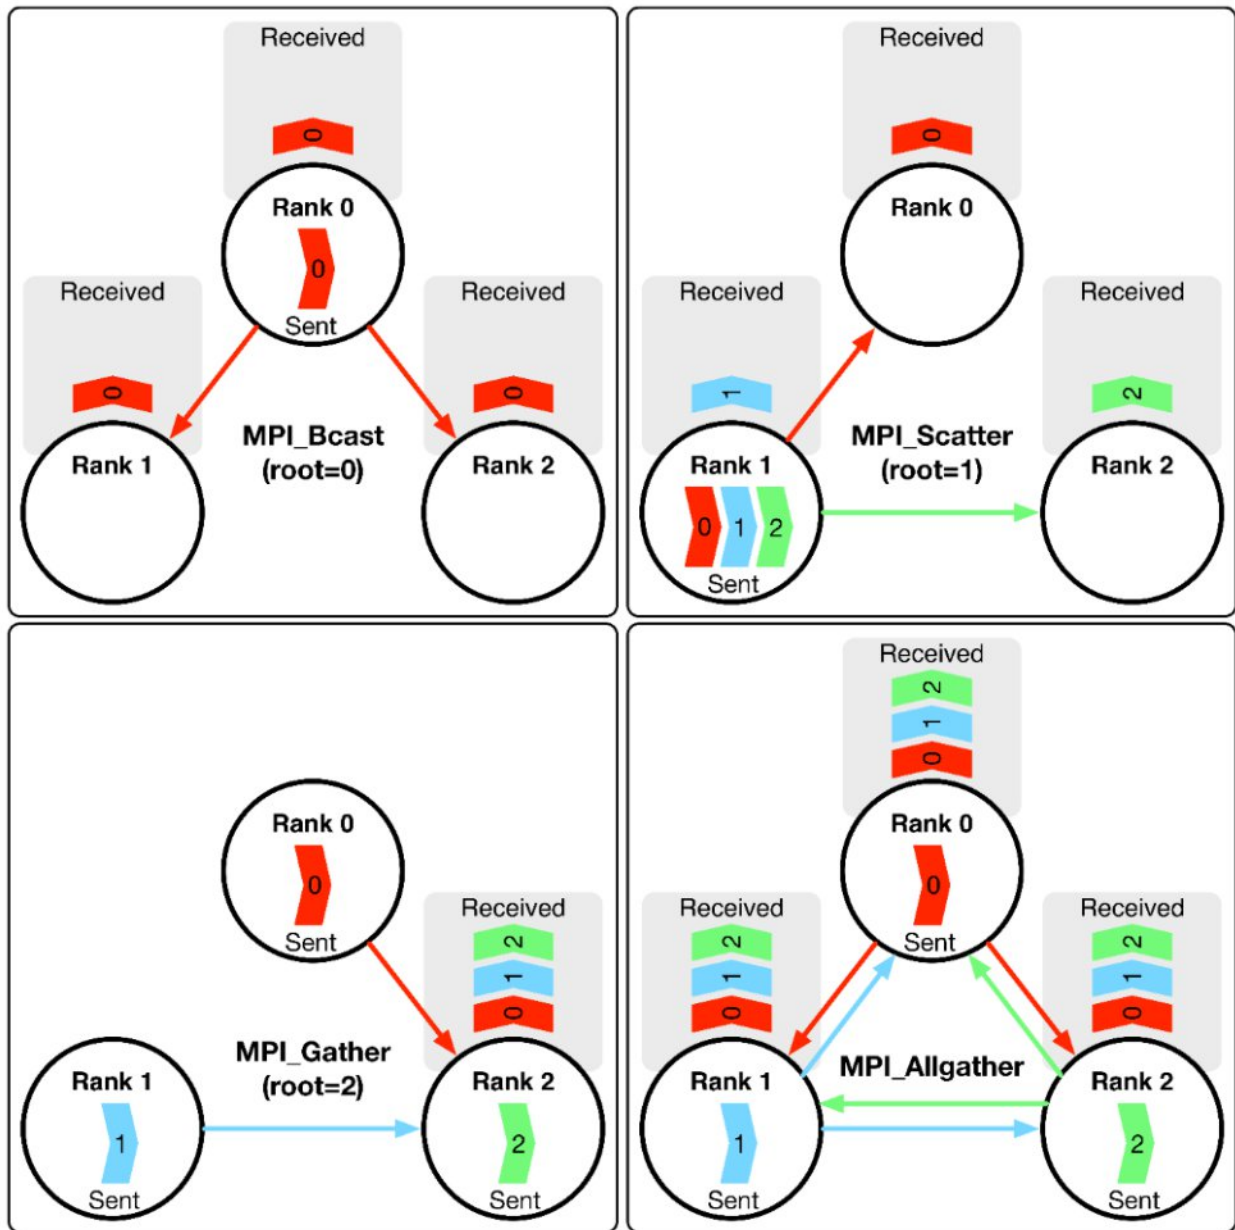 Received
0
Rank 0
0
Sent
Received
0
Rank 1
MPI_Bcast
(root=0)
Received
0
Rank 2
Received
0
Rank 0
Received
1
Rank 1
0 1 2
Sent
MPI_Scatter
(root=1)
Received
2
Rank 2
Rank 0
0
Sent
Rank 1
1
Sent
MPI_Gather
(root=2)
Received
2
1
0
Rank 2
2
Received
2
1
0
Rank 0
0
Sent
Received
2
1
0
Rank 1
1
Sent
MPI_Allgather
Received
2
1
0
Rank 2
2
Sent